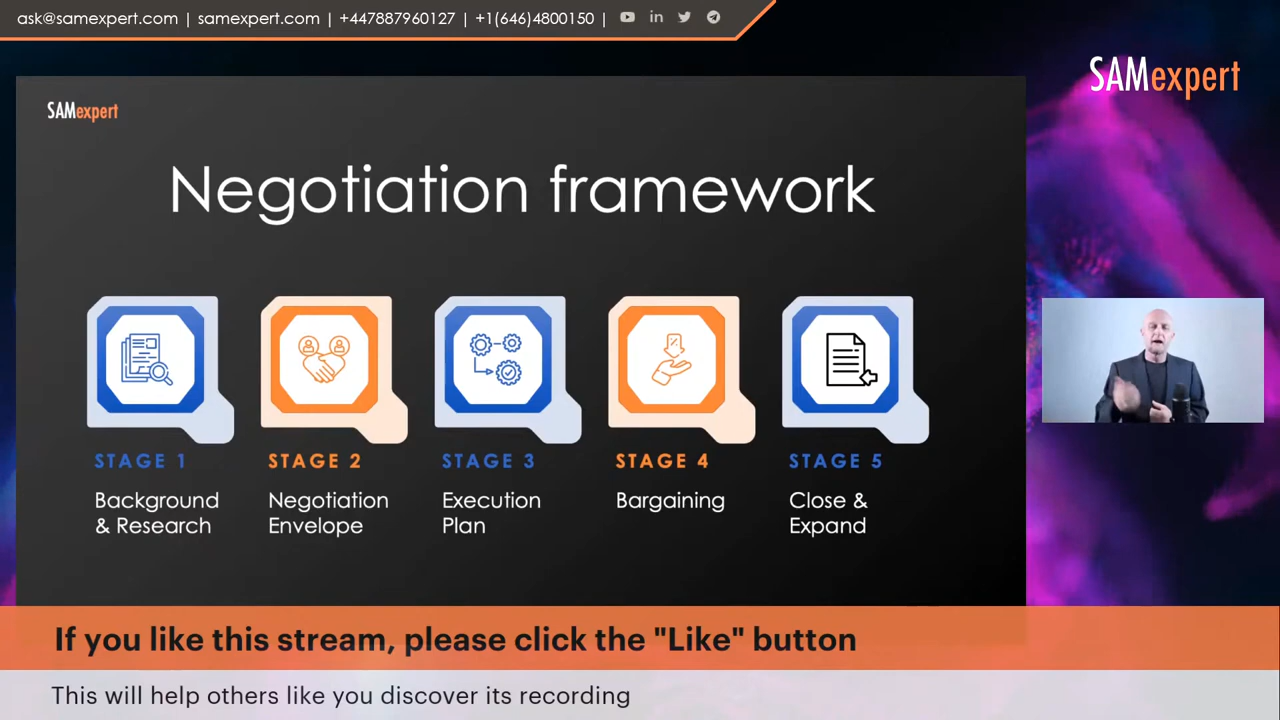 ask@samexpert.com | samexpert.com | +447887960127 | +1(646)4800150 |
SAMexpert
SAMexpert
Negotiation framework
STAGE 1
Background
& Research
STAGE 2
Negotiation
Envelope
STAGE 3
Execution
Plan
STAGE 4
Bargaining
STAGE 5
Close &
Expand
If you like this stream, please click the "Like" button
This will help others like you discover its recording